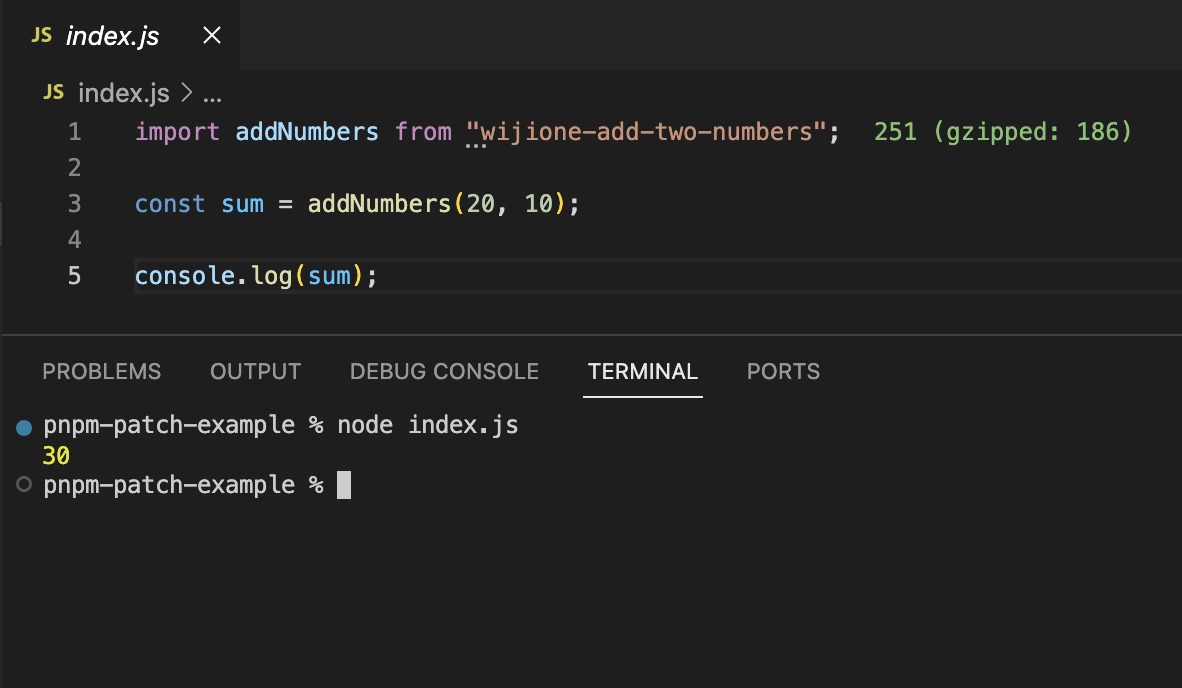 JS index.js
JS index.js > ...
1 import addNumbers from "wijione-add-two-numbers"; 251 (gzipped: 186)
2
3 const sum = addNumbers(20, 10);
4
5 console.log(sum);
PROBLEMS OUTPUT DEBUG CONSOLE TERMINAL PORTS
pnpm-patch-example % node index.js
30
pnpm-patch-example %